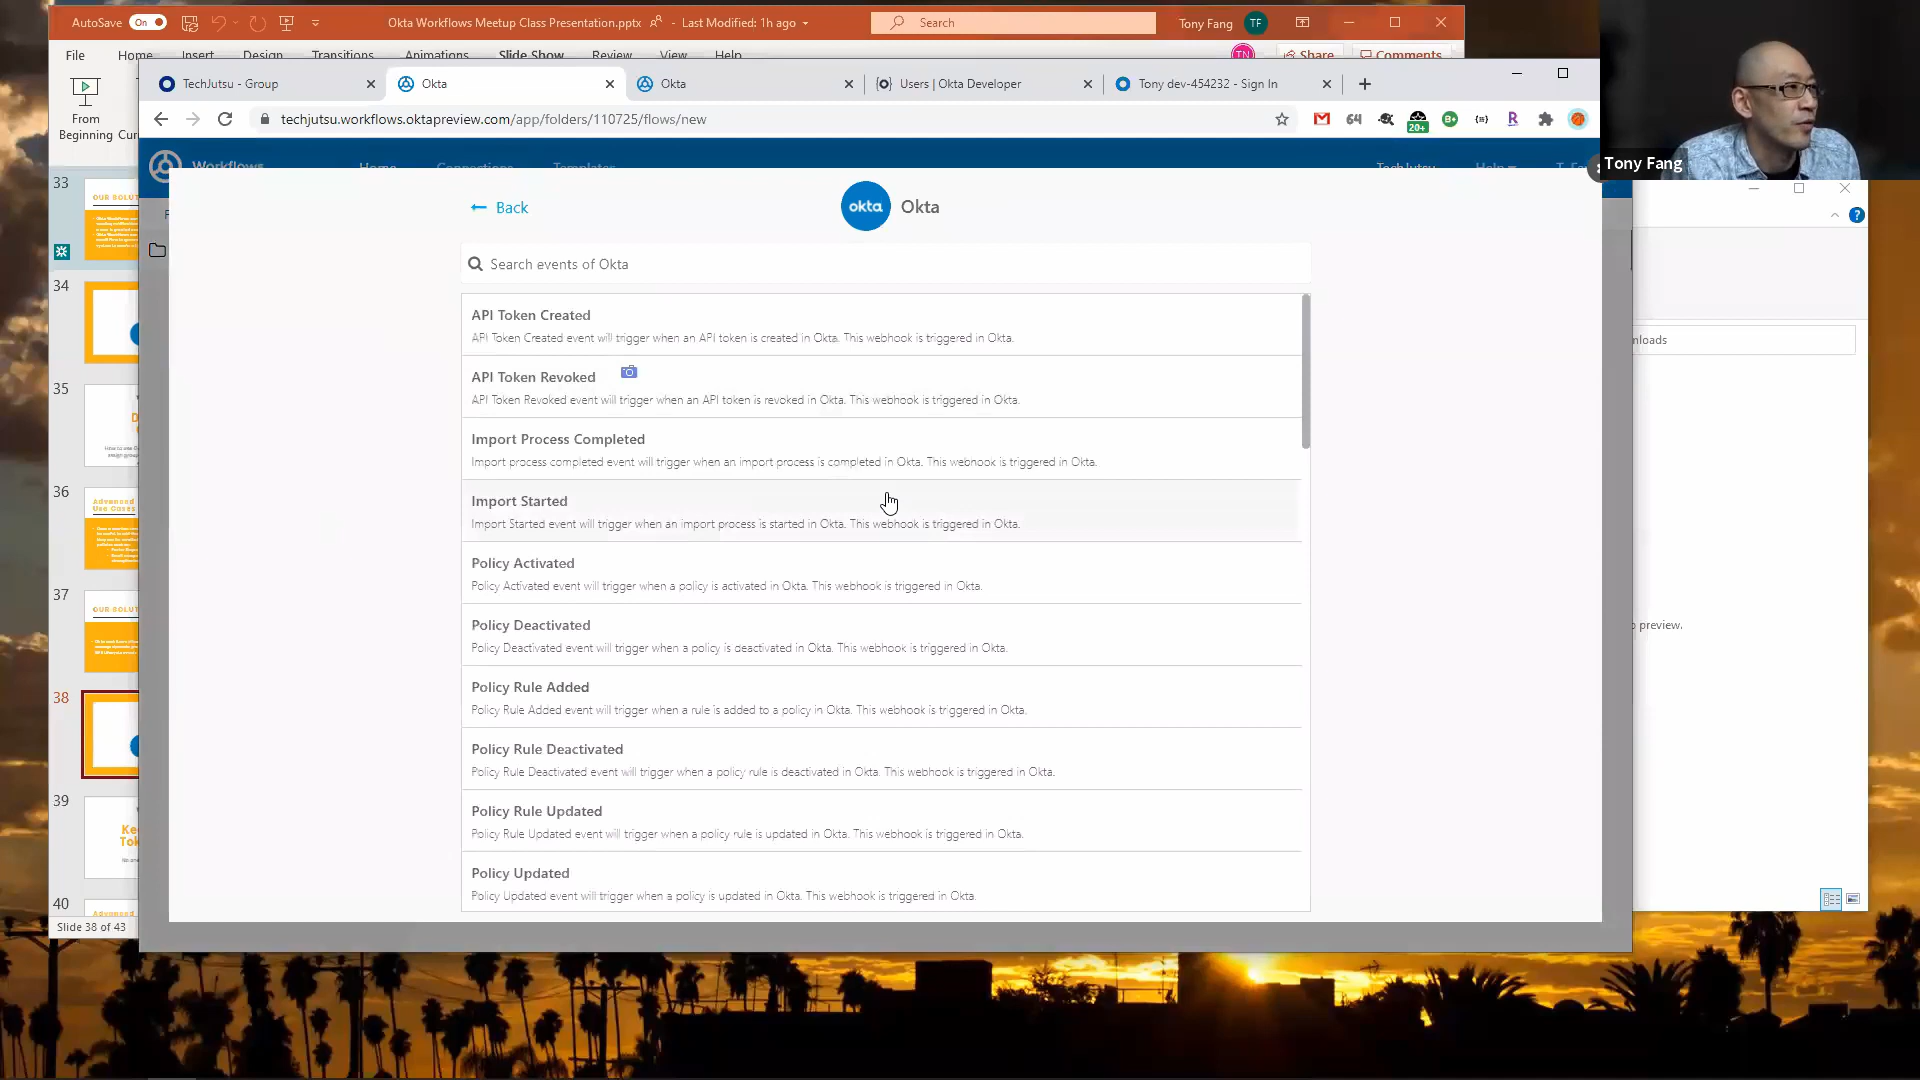 AutoSave On Okta Workflows Meetup Class Presentation.pptx - Last Modified: 1h ago Search Tony Fang TF
File Home Insert Design Transitions Animations Slide Show Review View Help TN Share Comments
From
Beginning
TechJutsu - Group Okta Okta Users | Okta Developer Tony dev-454232 - Sign In
techjutsu.workflows.oktapreview.com/app/folders/110725/flows/new
64 20+ B+ R
Workflows Home Connections Templates TechJutsu Help
Tony Fang
Back okta Okta
Search events of Okta
API Token Created
API Token Created event will trigger when an API token is created in Okta. This webhook is triggered in Okta.
API Token Revoked
API Token Revoked event will trigger when an API token is revoked in Okta. This webhook is triggered in Okta.
Import Process Completed
Import process completed event will trigger when an import process is completed in Okta. This webhook is triggered in Okta.
Import Started
Import Started event will trigger when an import process is started in Okta. This webhook is triggered in Okta.
Policy Activated
Policy Activated event will trigger when a policy is activated in Okta. This webhook is triggered in Okta.
Policy Deactivated
Policy Deactivated event will trigger when a policy is deactivated in Okta. This webhook is triggered in Okta.
Policy Rule Added
Policy Rule Added event will trigger when a rule is added to a policy in Okta. This webhook is triggered in Okta.
Policy Rule Deactivated
Policy Rule Deactivated event will trigger when a policy rule is deactivated in Okta. This webhook is triggered in Okta.
Policy Rule Updated
Policy Rule Updated event will trigger when a policy rule is updated in Okta. This webhook is triggered in Okta.
Policy Updated
Policy Updated event will trigger when a policy is updated in Okta. This webhook is triggered in Okta.
33
34
35
36
Advanced
Use Cases
37
38
39
40
Slide 38 of 43
nloads
preview.